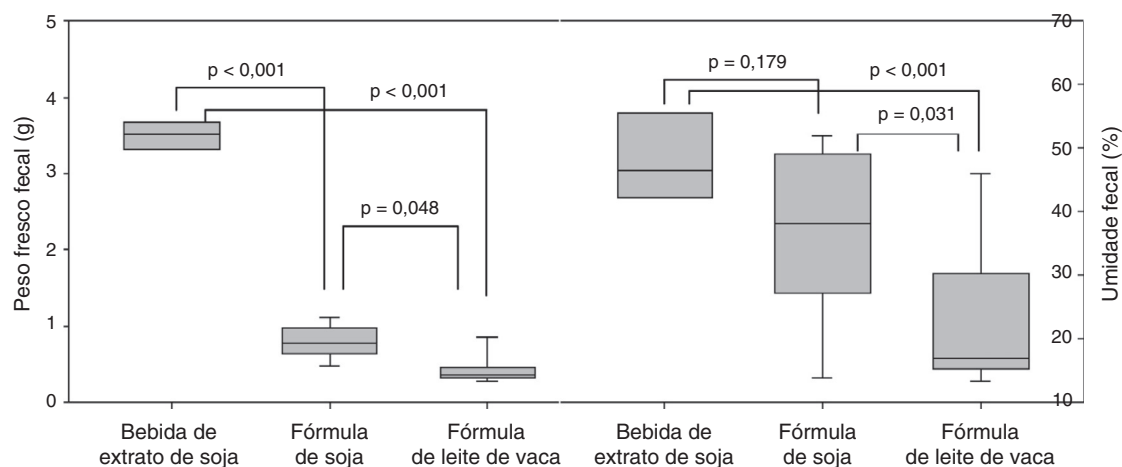 5
4
3
2
1
0
Peso fresco fecal (g)
p < 0,001
p < 0,001
p = 0,048
Bebida de
extrato de soja
Fórmula
de soja
Fórmula
de leite de vaca
p = 0,179
p < 0,001
p = 0,031
Bebida de
extrato de soja
Fórmula
de soja
Fórmula
de leite de vaca
70
60
50
40
30
20
10
Umidade fecal (%)